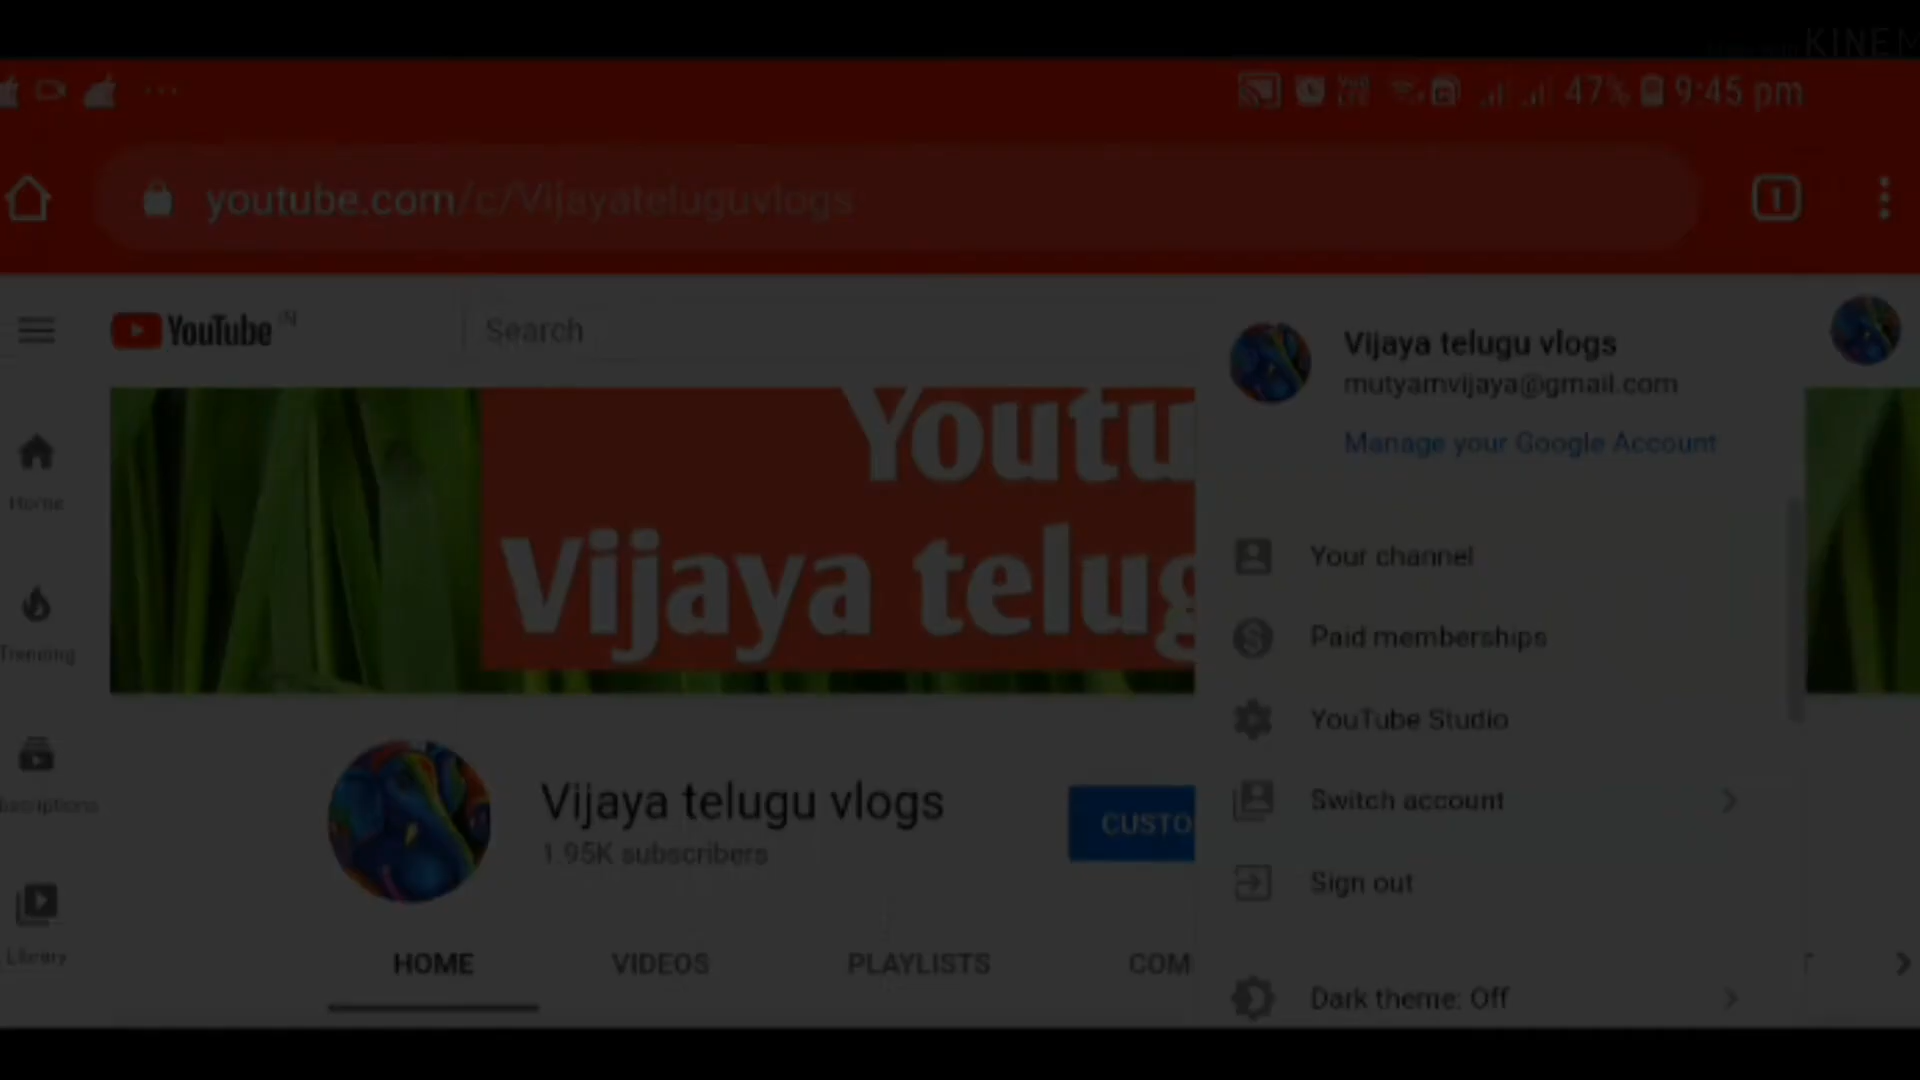 KINEM
47% 9:45 pm
youtube.com/c/Vijayateluguvlogs
1
YouTube IN
Search
Vijaya telugu vlogs
mutyamvijaya@gmail.com
Manage your Google Account
Youtu
Vijaya telug
Home
Trending
Your channel
Paid memberships
YouTube Studio
Switch account
Sign out
Dark theme: Off
Vijaya telugu vlogs
1.95K subscribers
CUSTO
bscriptions
Library
HOME VIDEOS PLAYLISTS COM